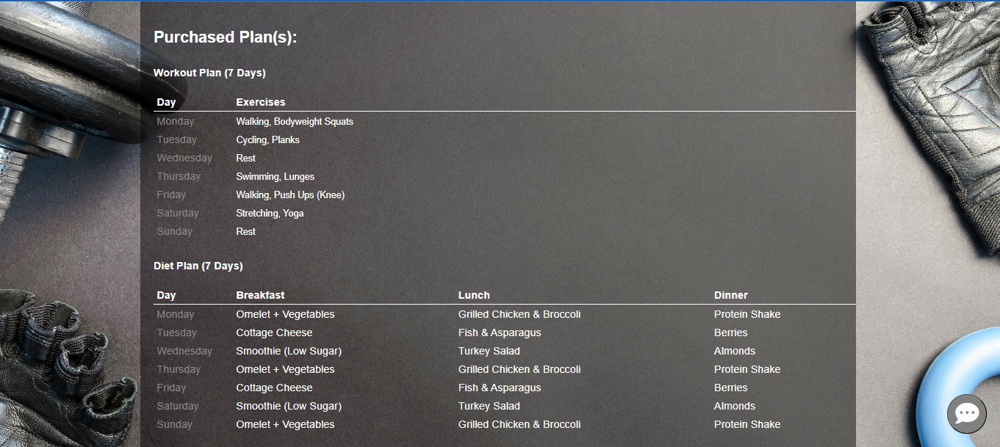 Purchased Plan(s):
Workout Plan (7 Days)
Day Exercises
Monday Walking, Bodyweight Squats
Tuesday Cycling, Planks
Wednesday Rest
Thursday Swimming, Lunges
Friday Walking, Push Ups (Knee)
Saturday Stretching, Yoga
Sunday Rest
Diet Plan (7 Days)
Day Breakfast Lunch Dinner
Monday Omelet + Vegetables Grilled Chicken & Broccoli Protein Shake
Tuesday Cottage Cheese Fish & Asparagus Berries
Wednesday Smoothie (Low Sugar) Turkey Salad Almonds
Thursday Omelet + Vegetables Grilled Chicken & Broccoli Protein Shake
Friday Cottage Cheese Fish & Asparagus Berries
Saturday Smoothie (Low Sugar) Turkey Salad Almonds
Sunday Omelet + Vegetables Grilled Chicken & Broccoli Protein Shake